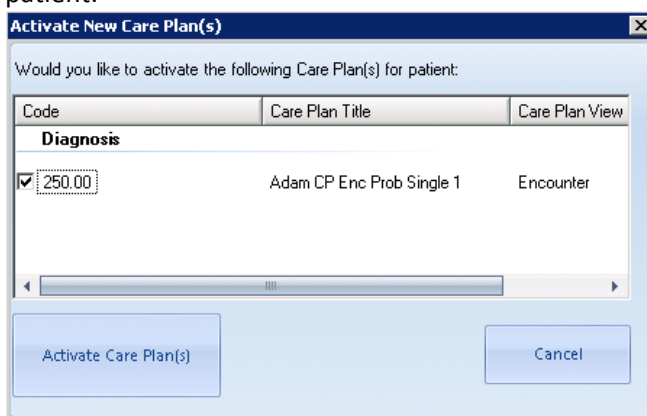 patient.
Activate New Care Plan(s)
Would you like to activate the following Care Plan(s) for patient:
Code Care Plan Title Care Plan View
Diagnosis
250.00 Adam CP Enc Prob Single 1 Encounter
Activate Care Plan(s) Cancel